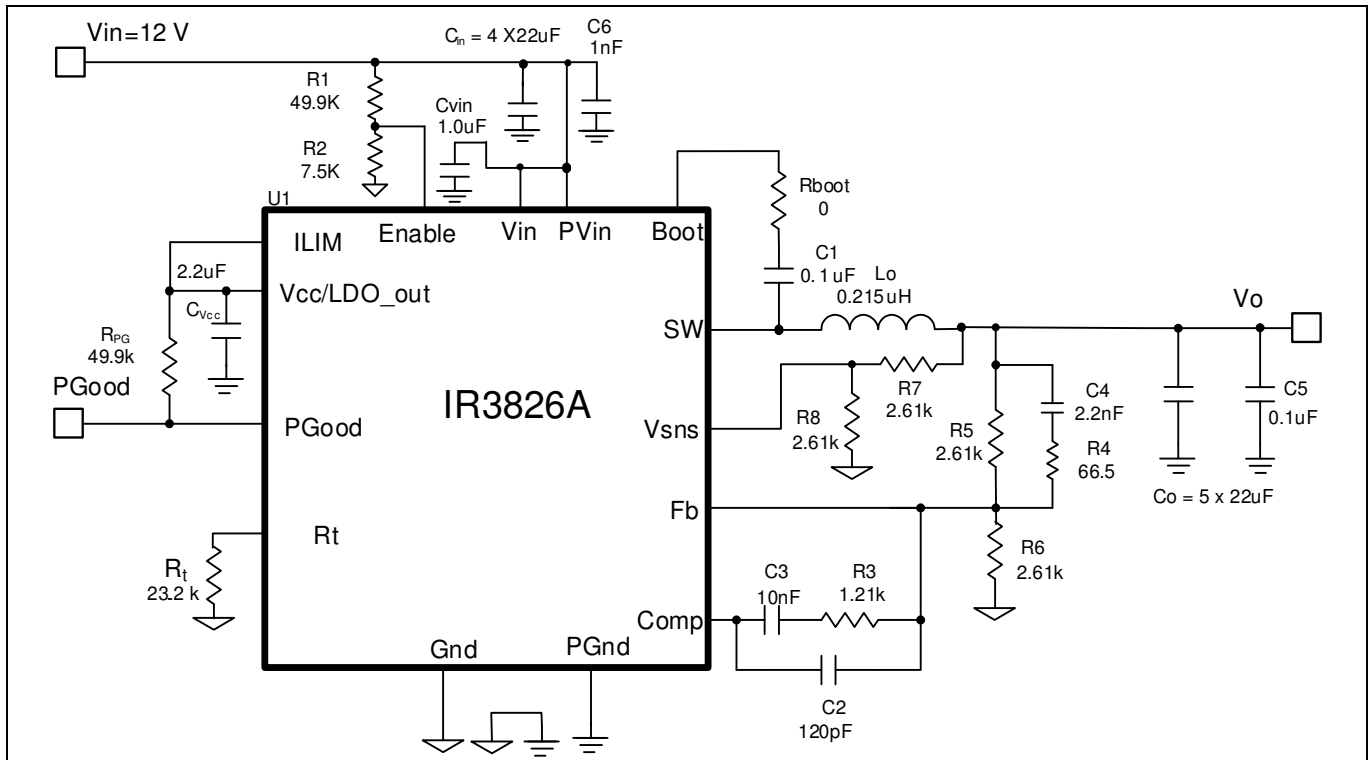 Vin=12 V
Cin = 4 X22uF
C6
1nF
R1
49.9K
Cvin
1.0uF
R2
7.5K
Rboot
0
U1
ILIM
Enable
Vin
PVin
Boot
2.2uF
Vcc/LDO_out
CVcc
C1
0.1uF
Lo
0.215uH
Vo
SW
RPG
49.9k
PGood
IR3826A
PGood
R7
2.61k
R8
2.61k
Vsns
R5
2.61k
C4
2.2nF
R4
66.5
C5
0.1uF
Co = 5 x 22uF
Fb
Rt
Rt
23.2 k
R6
2.61k
C3
10nF
R3
1.21k
Comp
Gnd
PGnd
C2
120pF